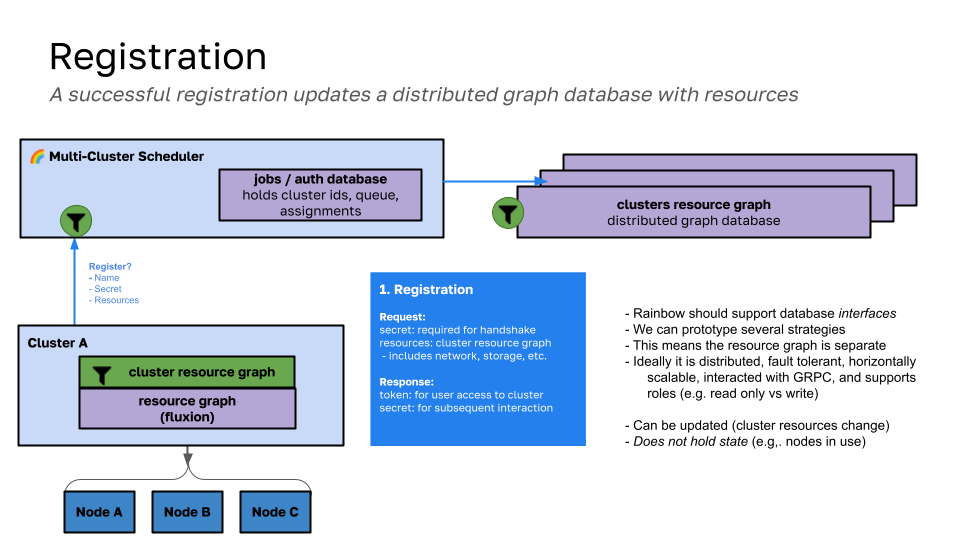 Registration
A successful registration updates a distributed graph database with resources
🌈 Multi-Cluster Scheduler
jobs / auth database
holds cluster ids, queue,
assignments
clusters resource graph
distributed graph database
Register?
- Name
- Secret
- Resources
Cluster A
cluster resource graph
resource graph
(fluxion)
Node A
Node B
Node C
1. Registration
Request:
secret: required for handshake
resources: cluster resource graph
- includes network, storage, etc.
Response:
token: for user access to cluster
secret: for subsequent interaction
- Rainbow should support database interfaces
- We can prototype several strategies
- This means the resource graph is separate
- Ideally it is distributed, fault tolerant, horizontally
scalable, interacted with GRPC, and supports
roles (e.g. read only vs write)
- Can be updated (cluster resources change)
- Does not hold state (e.g,. nodes in use)